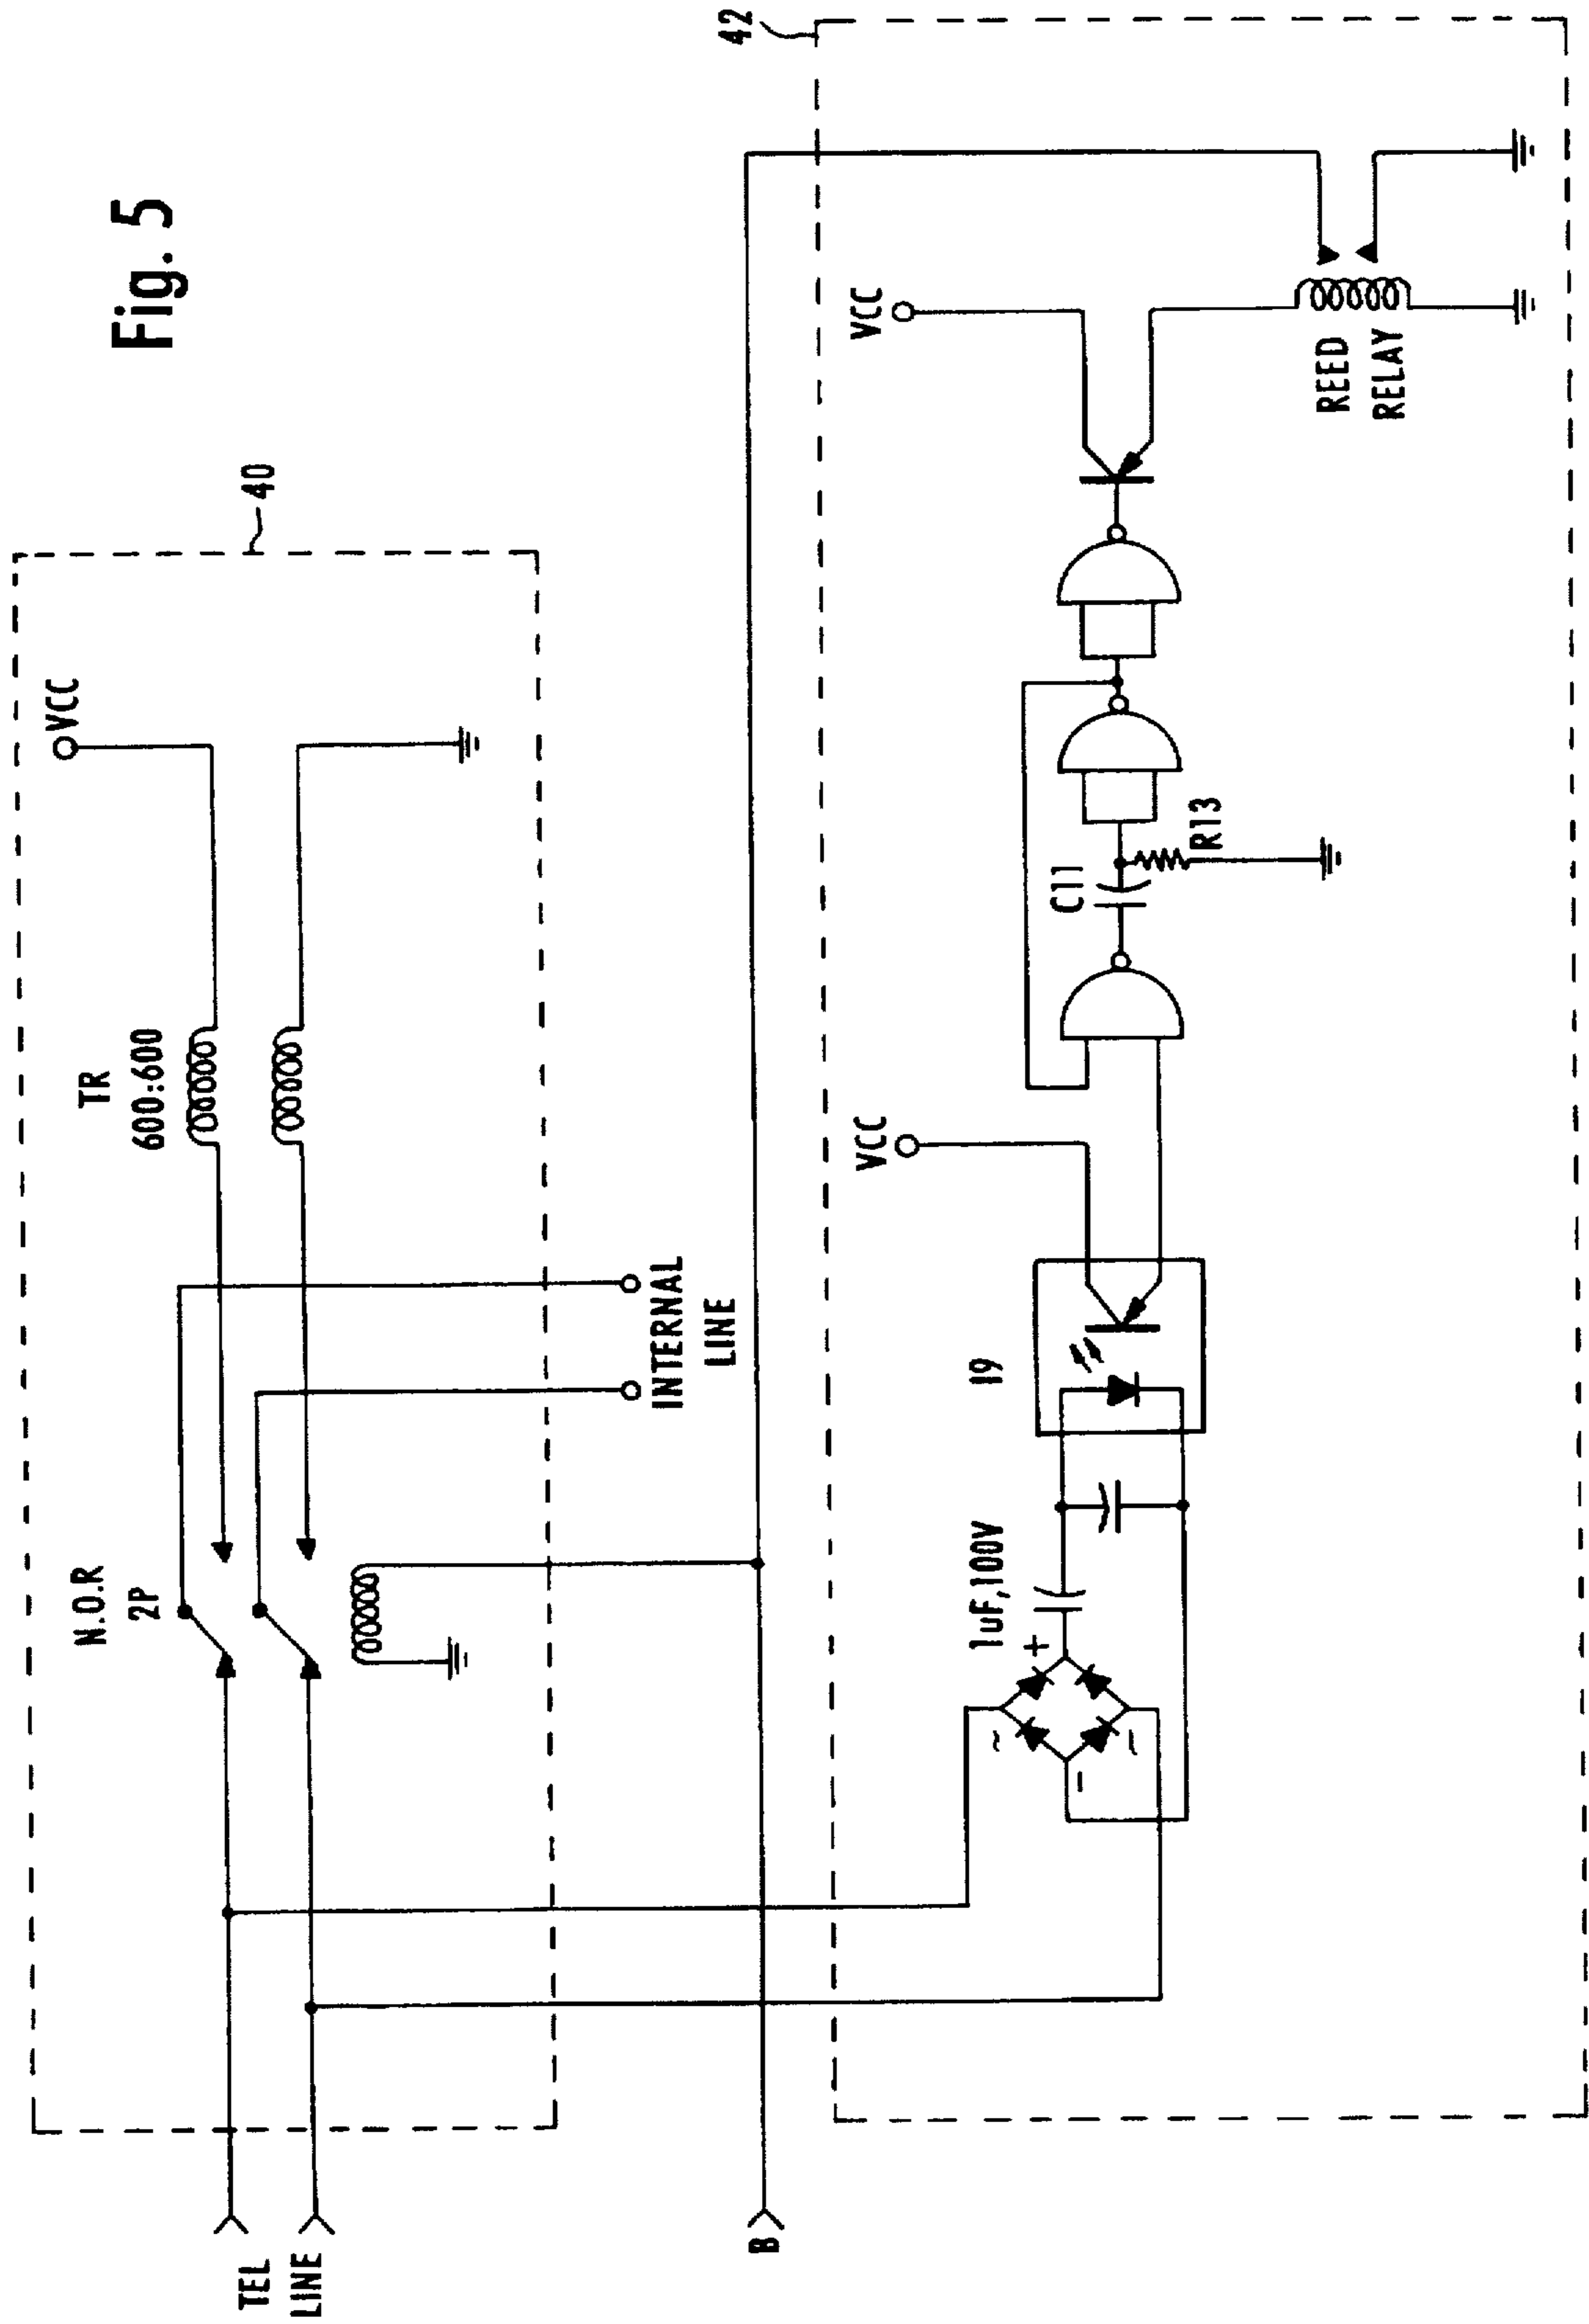 Fig. 5
40
VCC
TR
600:600
N.O.R
2P
INTERNAL
LINE
TEL
LINE
B
42
VCC
REED
RELAY
C11
R13
VCC
19
1uF,100V
+
-
~
~